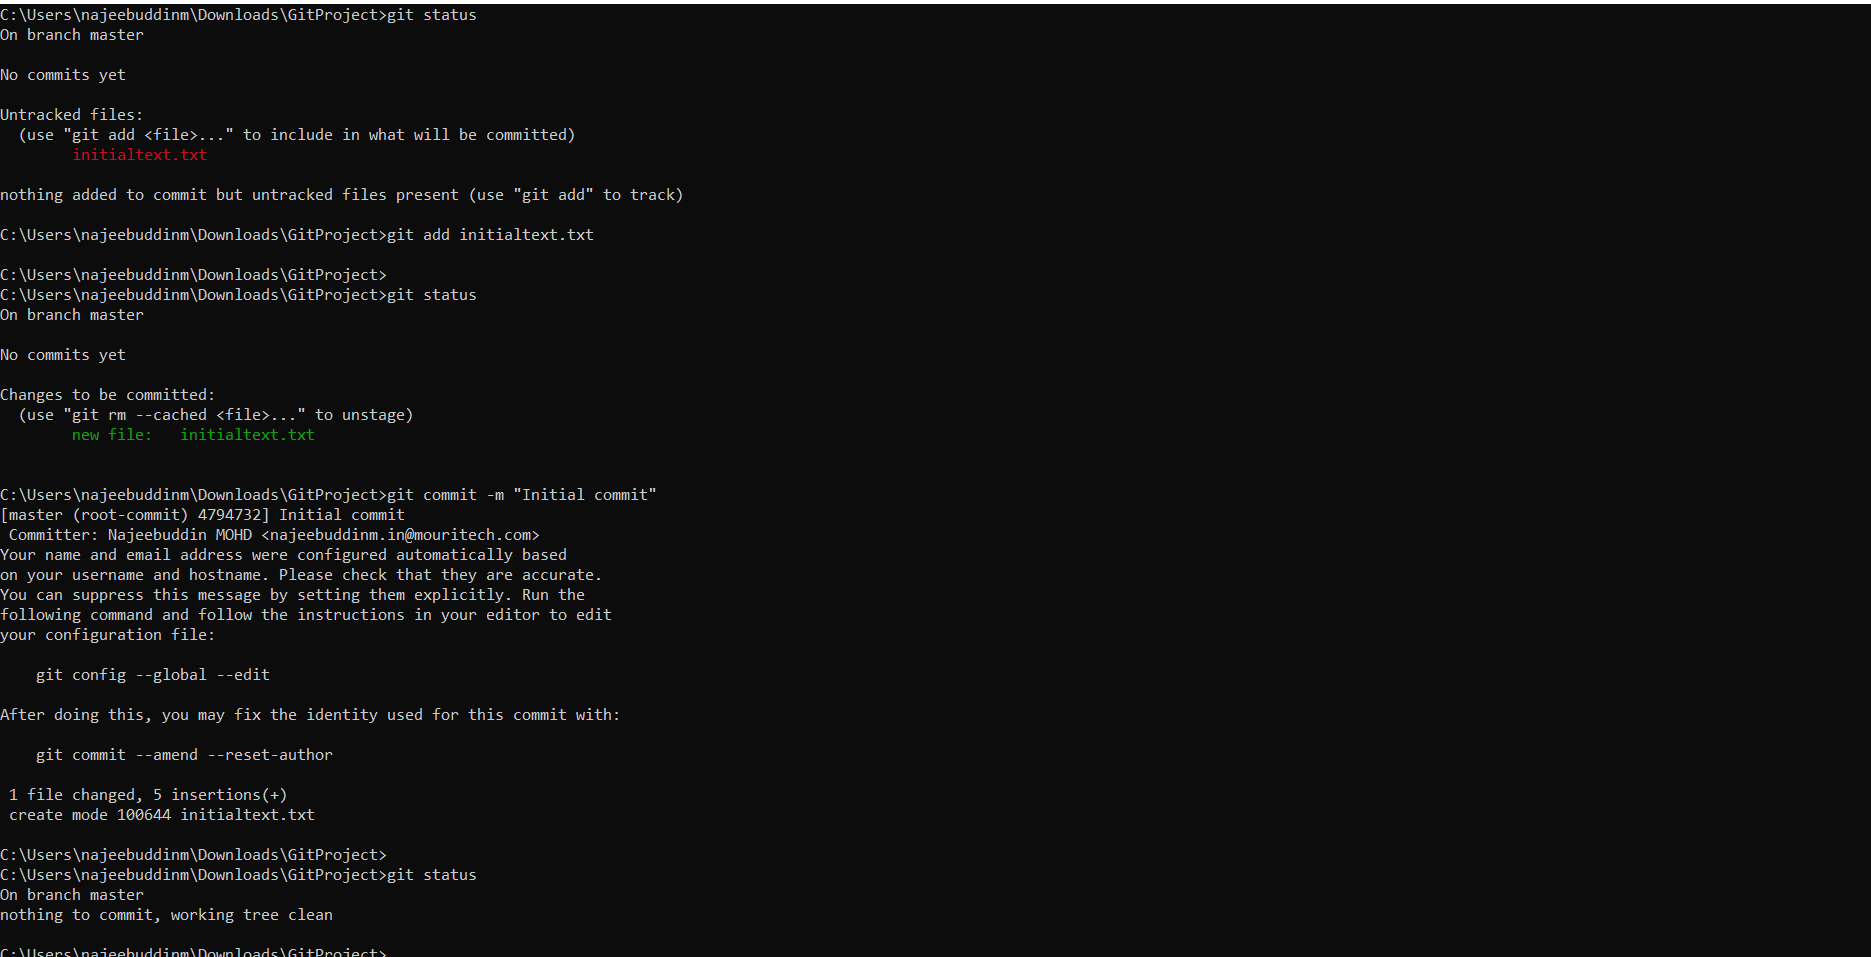 C:\Users\najeebuddinm\Downloads\GitProject>git status
On branch master
No commits yet
Untracked files:
  (use "git add <file>..." to include in what will be committed)
        initialtext.txt
nothing added to commit but untracked files present (use "git add" to track)
C:\Users\najeebuddinm\Downloads\GitProject>git add initialtext.txt
C:\Users\najeebuddinm\Downloads\GitProject>
C:\Users\najeebuddinm\Downloads\GitProject>git status
On branch master
No commits yet
Changes to be committed:
  (use "git rm --cached <file>..." to unstage)
        new file:   initialtext.txt
C:\Users\najeebuddinm\Downloads\GitProject>git commit -m "Initial commit"
[master (root-commit) 4794732] Initial commit
 Committer: Najeebuddin MOHD <najeebuddinm.in@mouritech.com>
Your name and email address were configured automatically based
on your username and hostname. Please check that they are accurate.
You can suppress this message by setting them explicitly. Run the
following command and follow the instructions in your editor to edit
your configuration file:
    git config --global --edit
After doing this, you may fix the identity used for this commit with:
    git commit --amend --reset-author
 1 file changed, 5 insertions(+)
 create mode 100644 initialtext.txt
C:\Users\najeebuddinm\Downloads\GitProject>
C:\Users\najeebuddinm\Downloads\GitProject>git status
On branch master
nothing to commit, working tree clean
C:\Users\najeebuddinm\Downloads\GitProject>